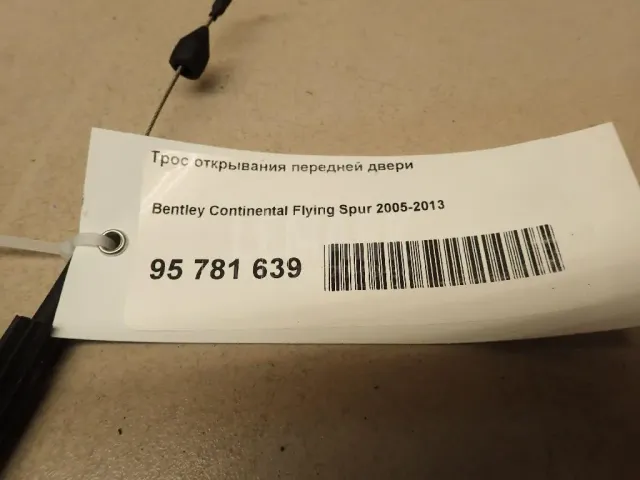 Трос открывания передней двери
Bentley Continental Flying Spur 2005-2013
95 781 639